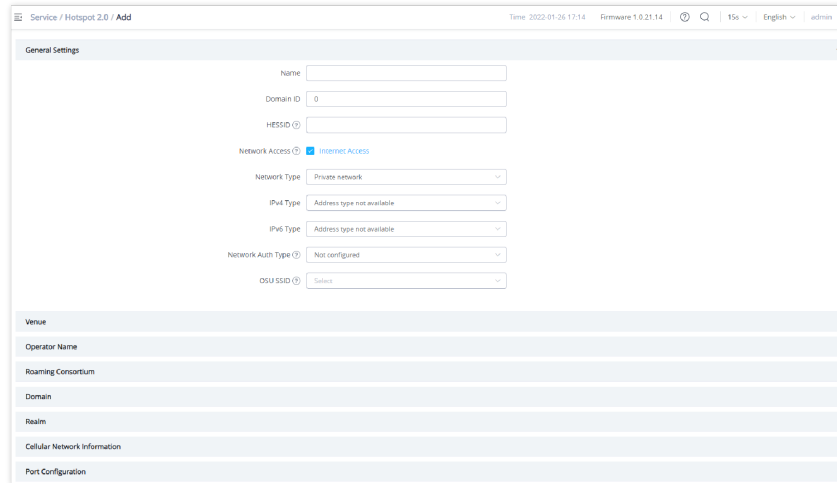 Service / Hotspot 2.0 / Add
Time 2022-01-26 17:14 Firmware 1.0.21.14 15s English admin
General Settings
Name
Domain ID 0
HESSID
Network Access Internet Access
Network Type Private network
IPv4 Type Address type not available
IPv6 Type Address type not available
Network Auth Type Not configured
OSU SSID Select
Venue
Operator Name
Roaming Consortium
Domain
Realm
Cellular Network Information
Port Configuration